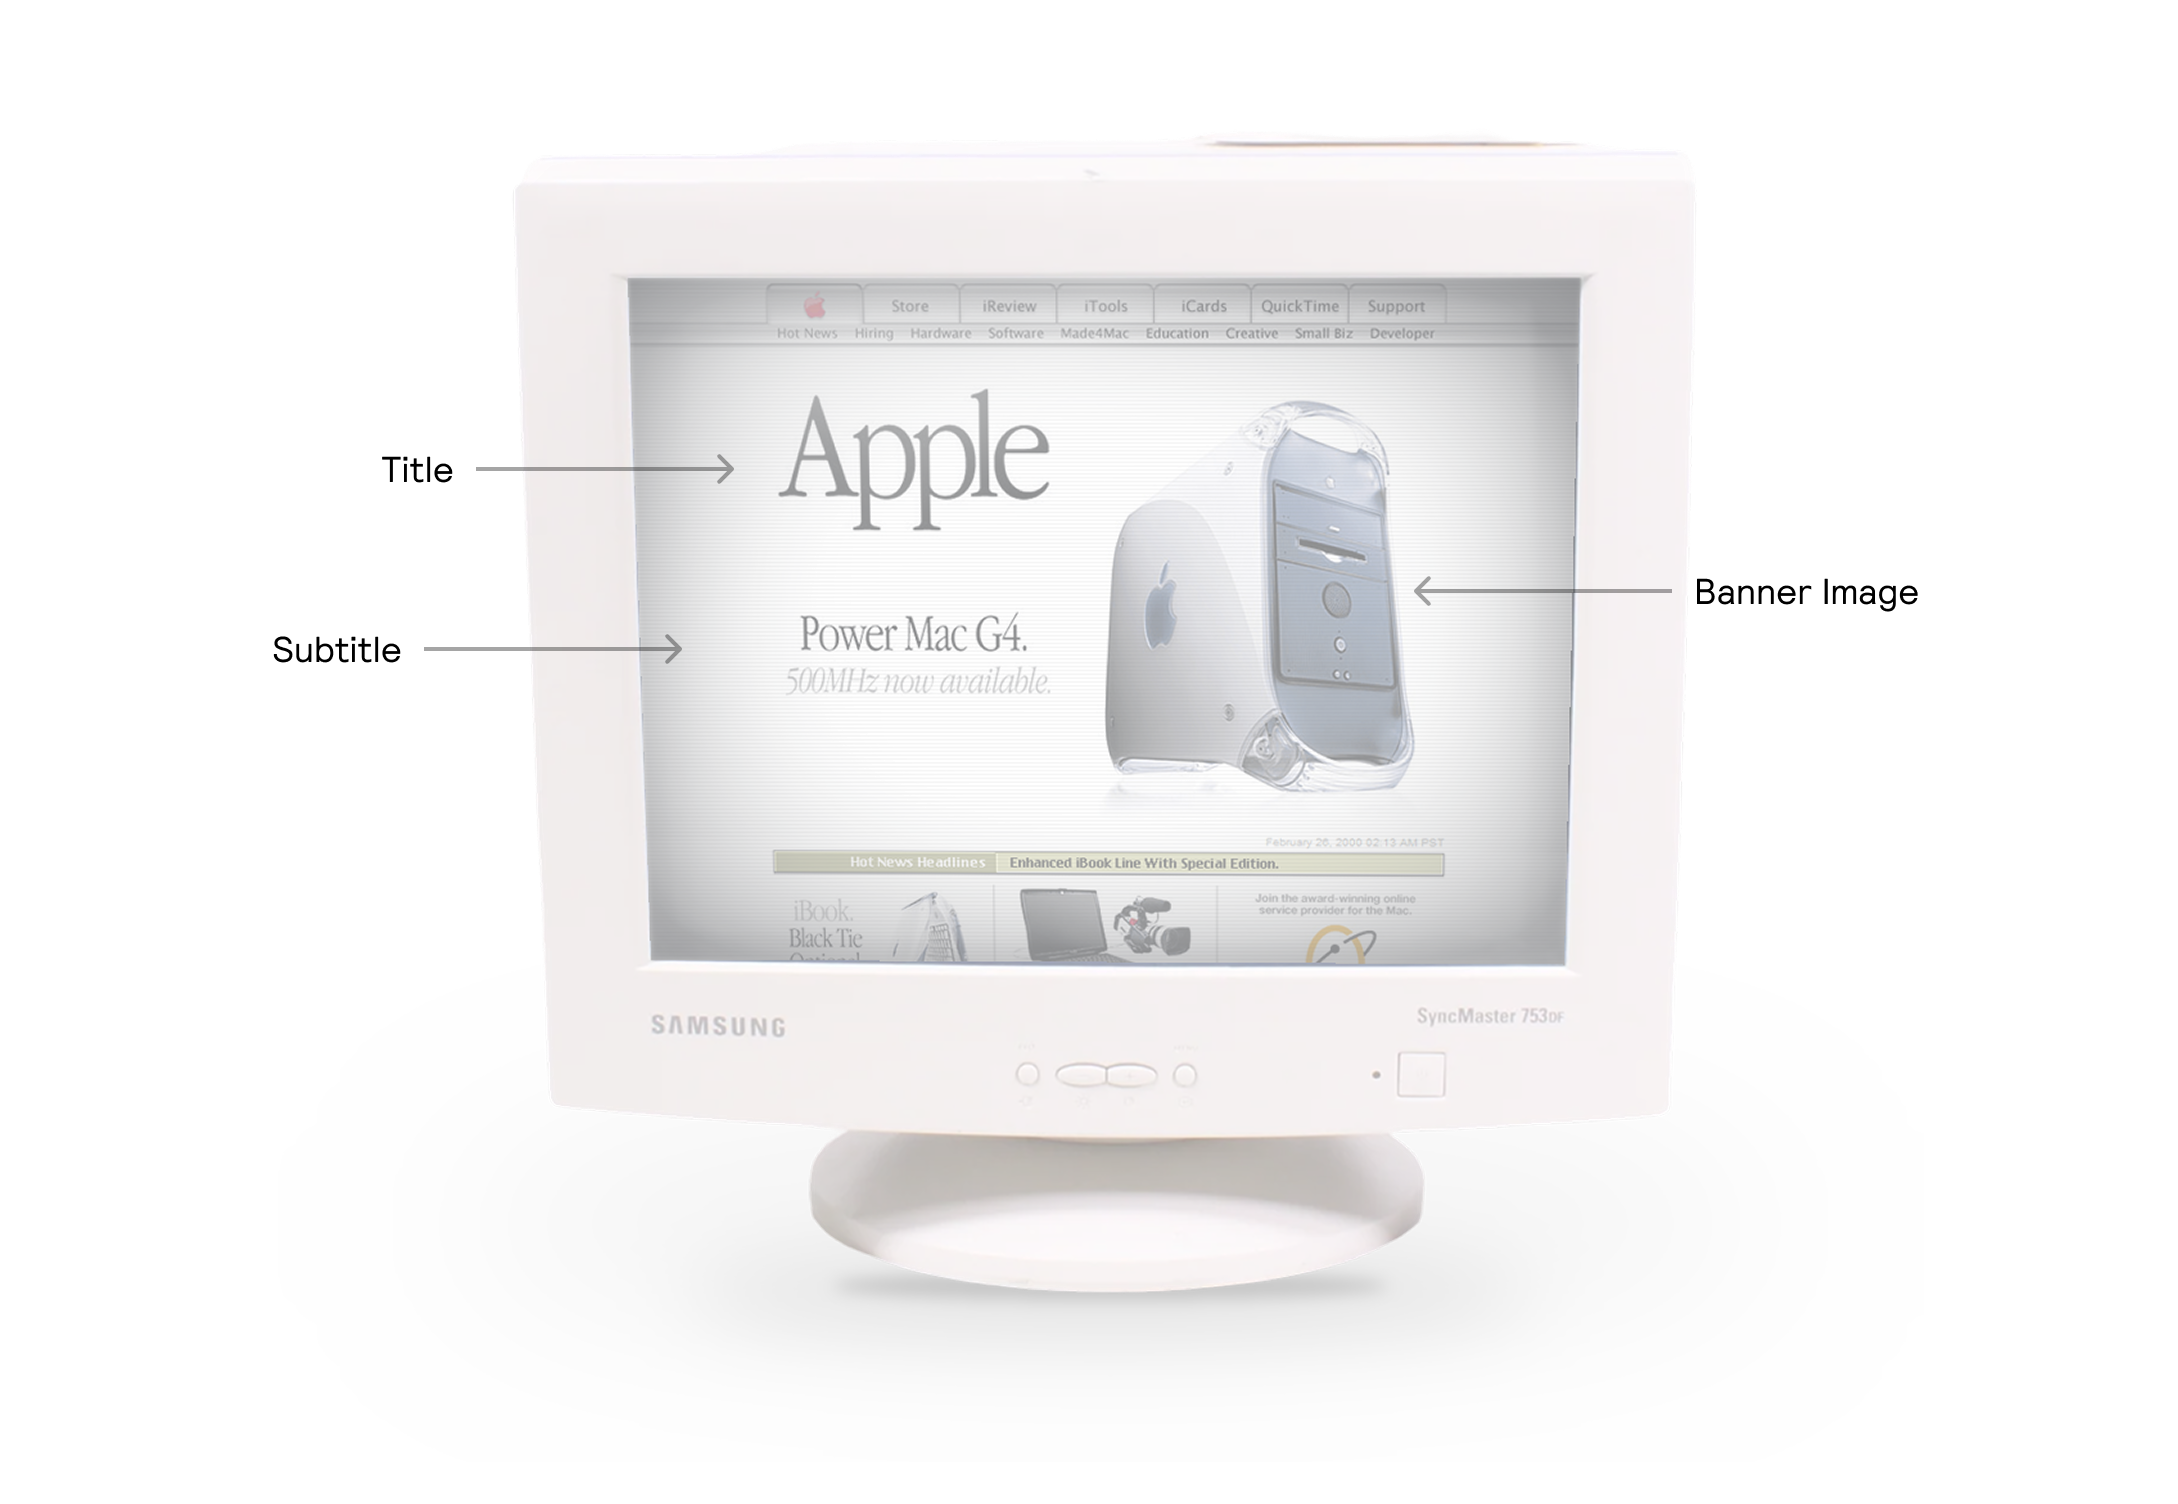 Store iReview iTools iCards QuickTime Support
Hot News Hiring Hardware Software Made4Mac Education Creative Small Biz Developer
Title
Apple
Banner Image
Subtitle
Power Mac G4.
500MHz now available.
February 26, 2000 02:13 AM PST
Hot News Headlines Enhanced iBook Line With Special Edition.
iBook.
Black Tie
Optional
Join the award-winning online
service provider for the Mac.
SAMSUNG
SyncMaster 753DF